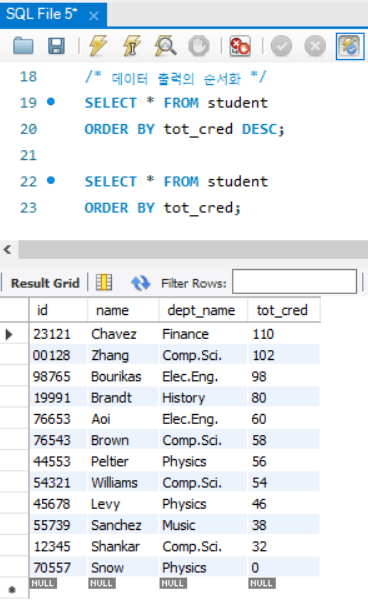 SQL File 5* ×
18 /* 데이터 출력의 순서화 */
19 SELECT * FROM student
20 ORDER BY tot_cred DESC;
21
22 SELECT * FROM student
23 ORDER BY tot_cred;
Result Grid Filter Rows:
id name dept_name tot_cred
23121 Chavez Finance 110
00128 Zhang Comp.Sci. 102
98765 Bourikas Elec.Eng. 98
19991 Brandt History 80
76653 Aoi Elec.Eng. 60
76543 Brown Comp.Sci. 58
44553 Peltier Physics 56
54321 Williams Comp.Sci. 54
45678 Levy Physics 46
55739 Sanchez Music 38
12345 Shankar Comp.Sci. 32
70557 Snow Physics 0
NULL NULL NULL NULL